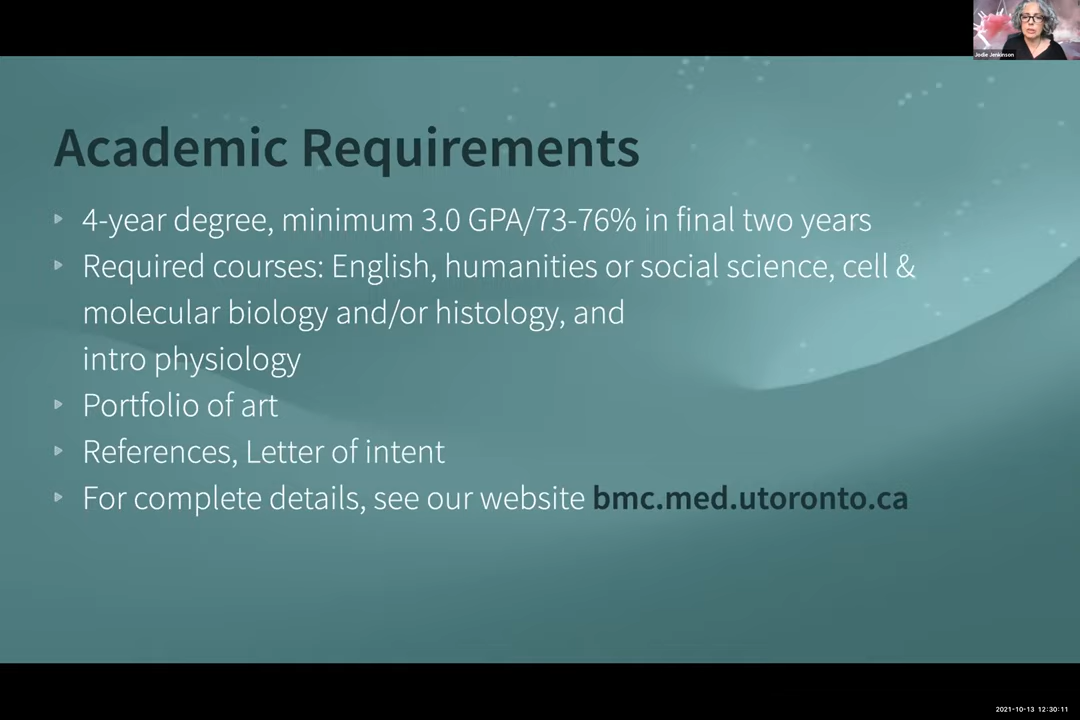 Jodie Jenkinson
Academic Requirements
4-year degree, minimum 3.0 GPA/73-76% in final two years
Required courses: English, humanities or social science, cell &
molecular biology and/or histology, and
intro physiology
Portfolio of art
References, Letter of intent
For complete details, see our website bmc.med.utoronto.ca
2021-10-13 12:30:11